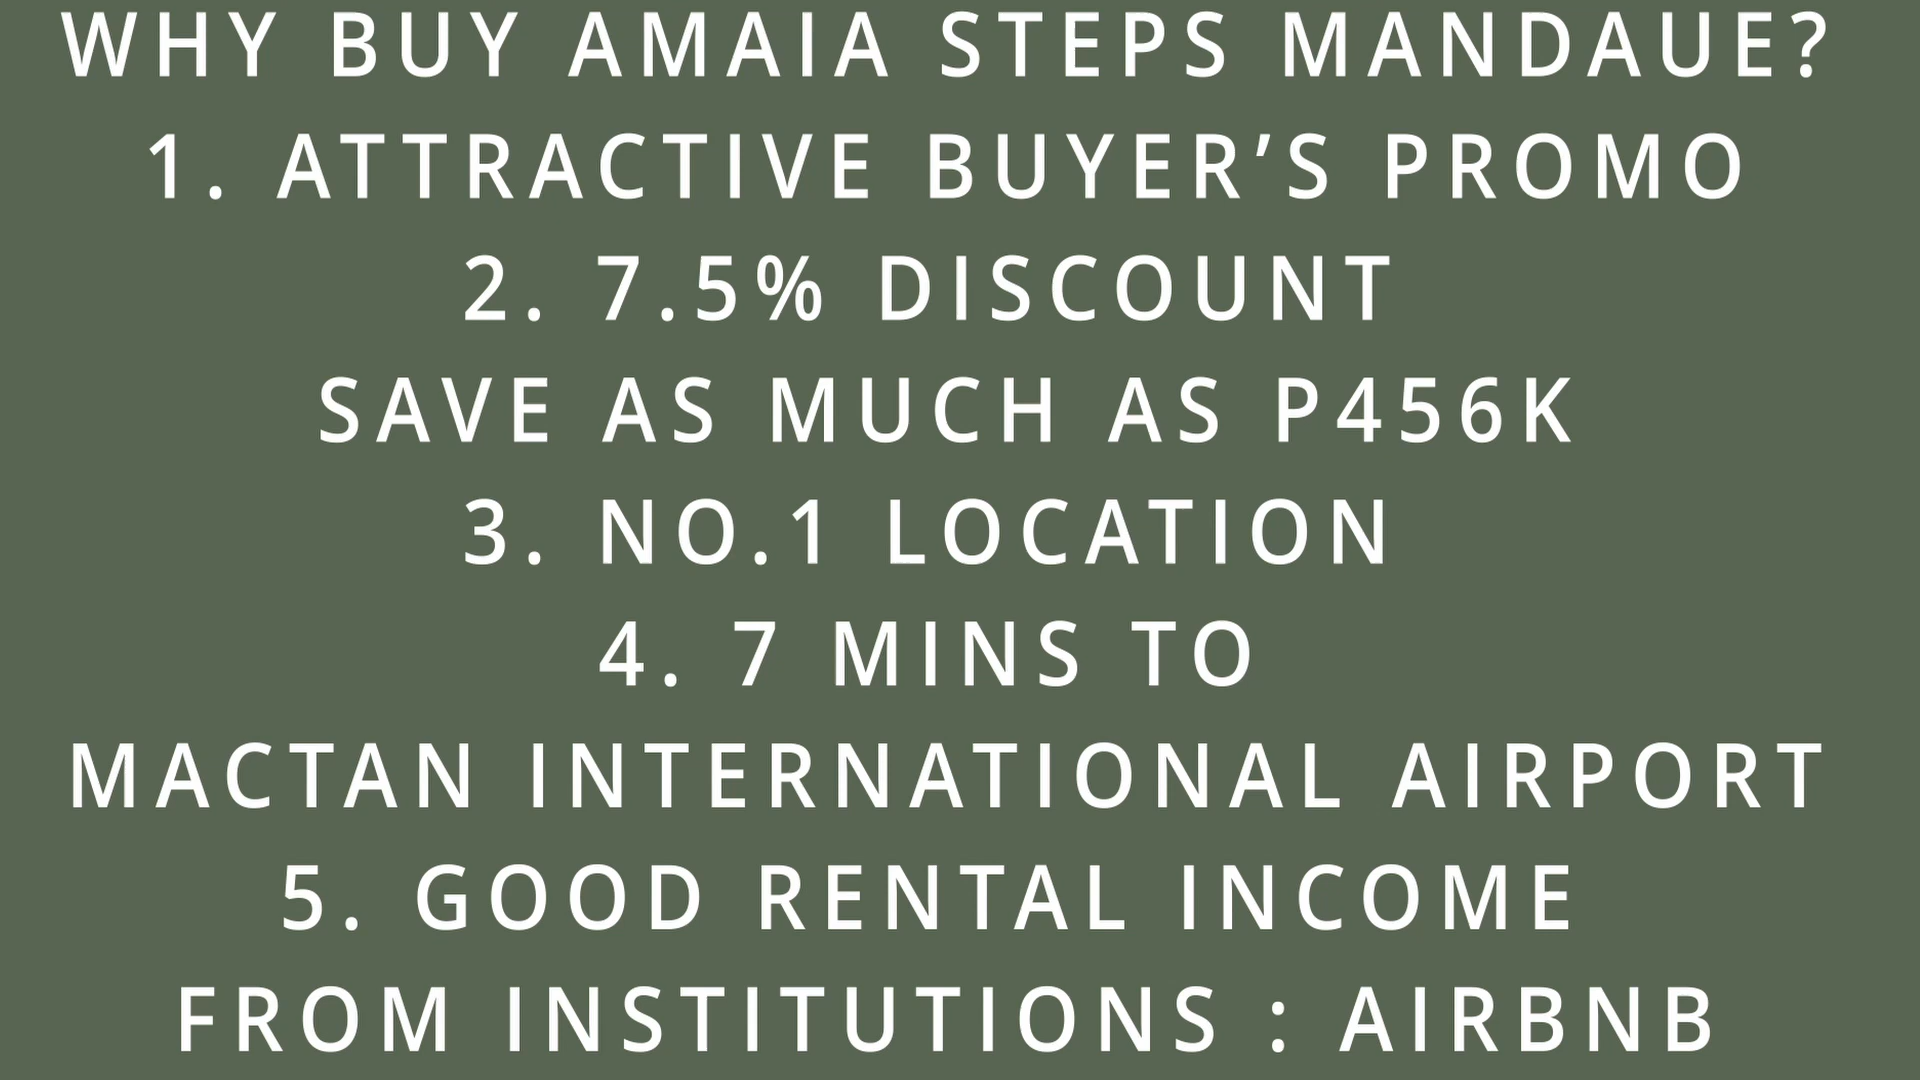 WHY BUY AMAIA STEPS MANDAUE?
1. ATTRACTIVE BUYER’S PROMO
2. 7.5% DISCOUNT
SAVE AS MUCH AS P456K
3. NO.1 LOCATION
4. 7 MINS TO
MACTAN INTERNATIONAL AIRPORT
5. GOOD RENTAL INCOME
FROM INSTITUTIONS : AIRBNB